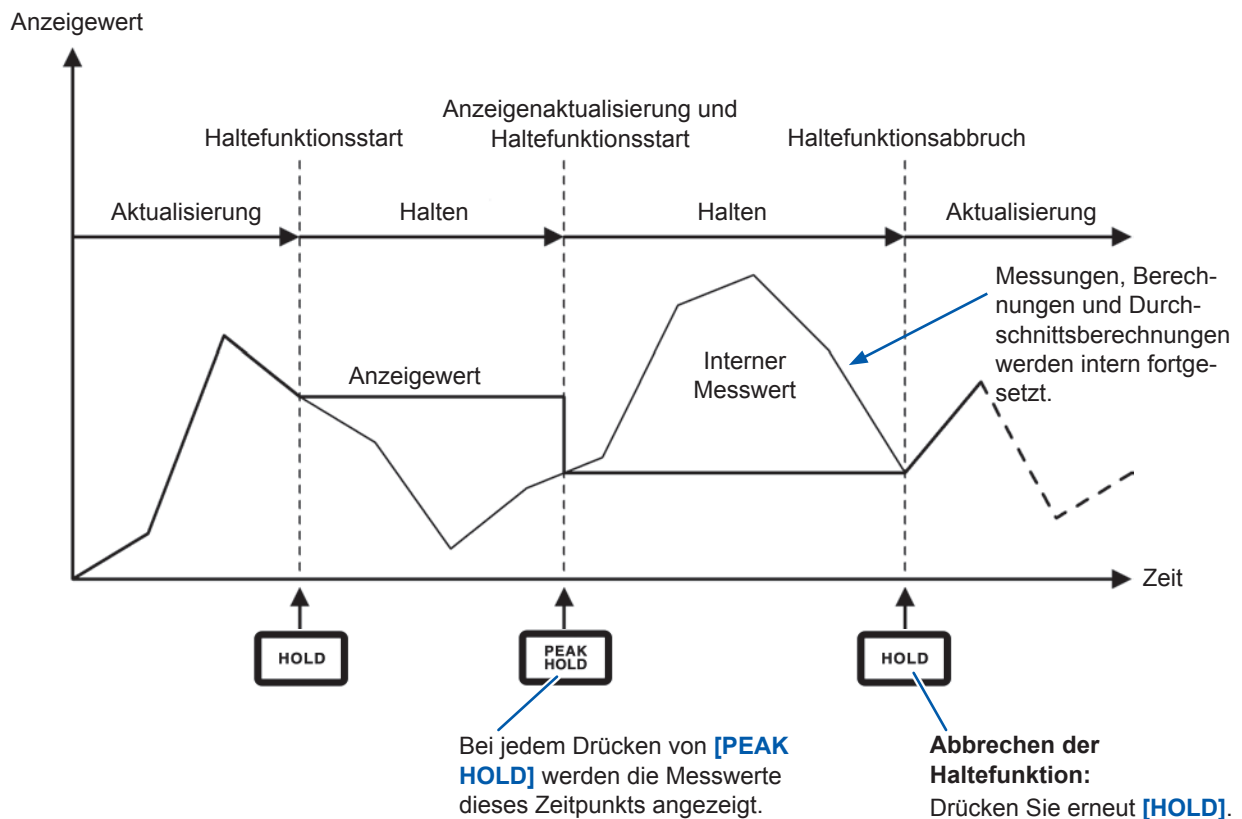 Anzeigewert
Haltefunktionsstart
Anzeigenaktualisierung und
Haltefunktionsstart
Haltefunktionsabbruch
Aktualisierung
Halten
Halten
Aktualisierung
Messungen, Berech-
nungen und Durch-
schnittsberechnungen
werden intern fortge-
setzt.
Anzeigewert
Interner
Messwert
Zeit
HOLD
PEAK
HOLD
HOLD
Bei jedem Drücken von [PEAK
HOLD] werden die Messwerte
dieses Zeitpunkts angezeigt.
Abbrechen der
Haltefunktion:
Drücken Sie erneut [HOLD].